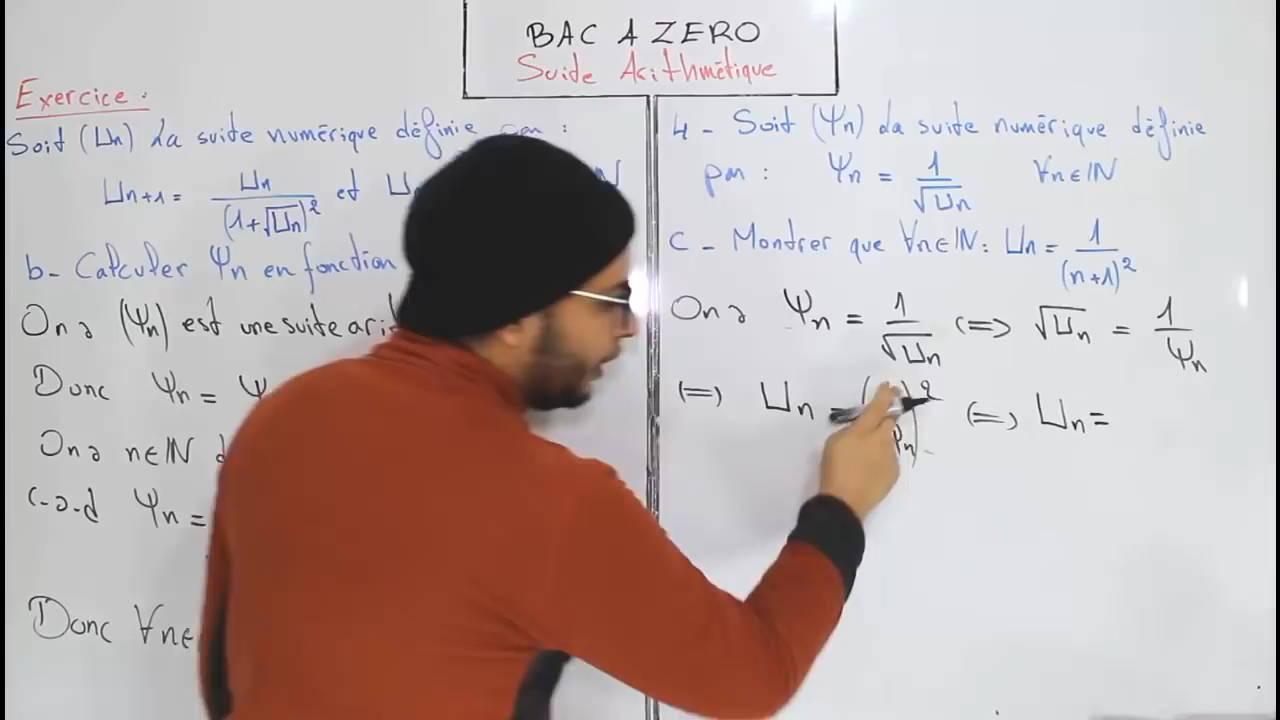 BAC A ZERO
Suite Arithmétique
Exercice :
Soit (Un) La suite numérique définie par :
Un+1 = Un / (1+√Un)² et U N
b- Calculer Ψn en fonction
On a (Ψn) est une suite ari
Donc Ψn = Ψ
On a n∈IN d
c-a-d Ψn =
Donc ∀n∈
4 - Soit (Ψn) La suite numérique définie
par : Ψn = 1/√Un ∀n∈IN
C - Montrer que ∀n∈IN: Un = 1/(n+1)²
On a Ψn = 1/√Un <=> √Un = 1/Ψn
<=> Un = ( Ψn)² <=> Un =